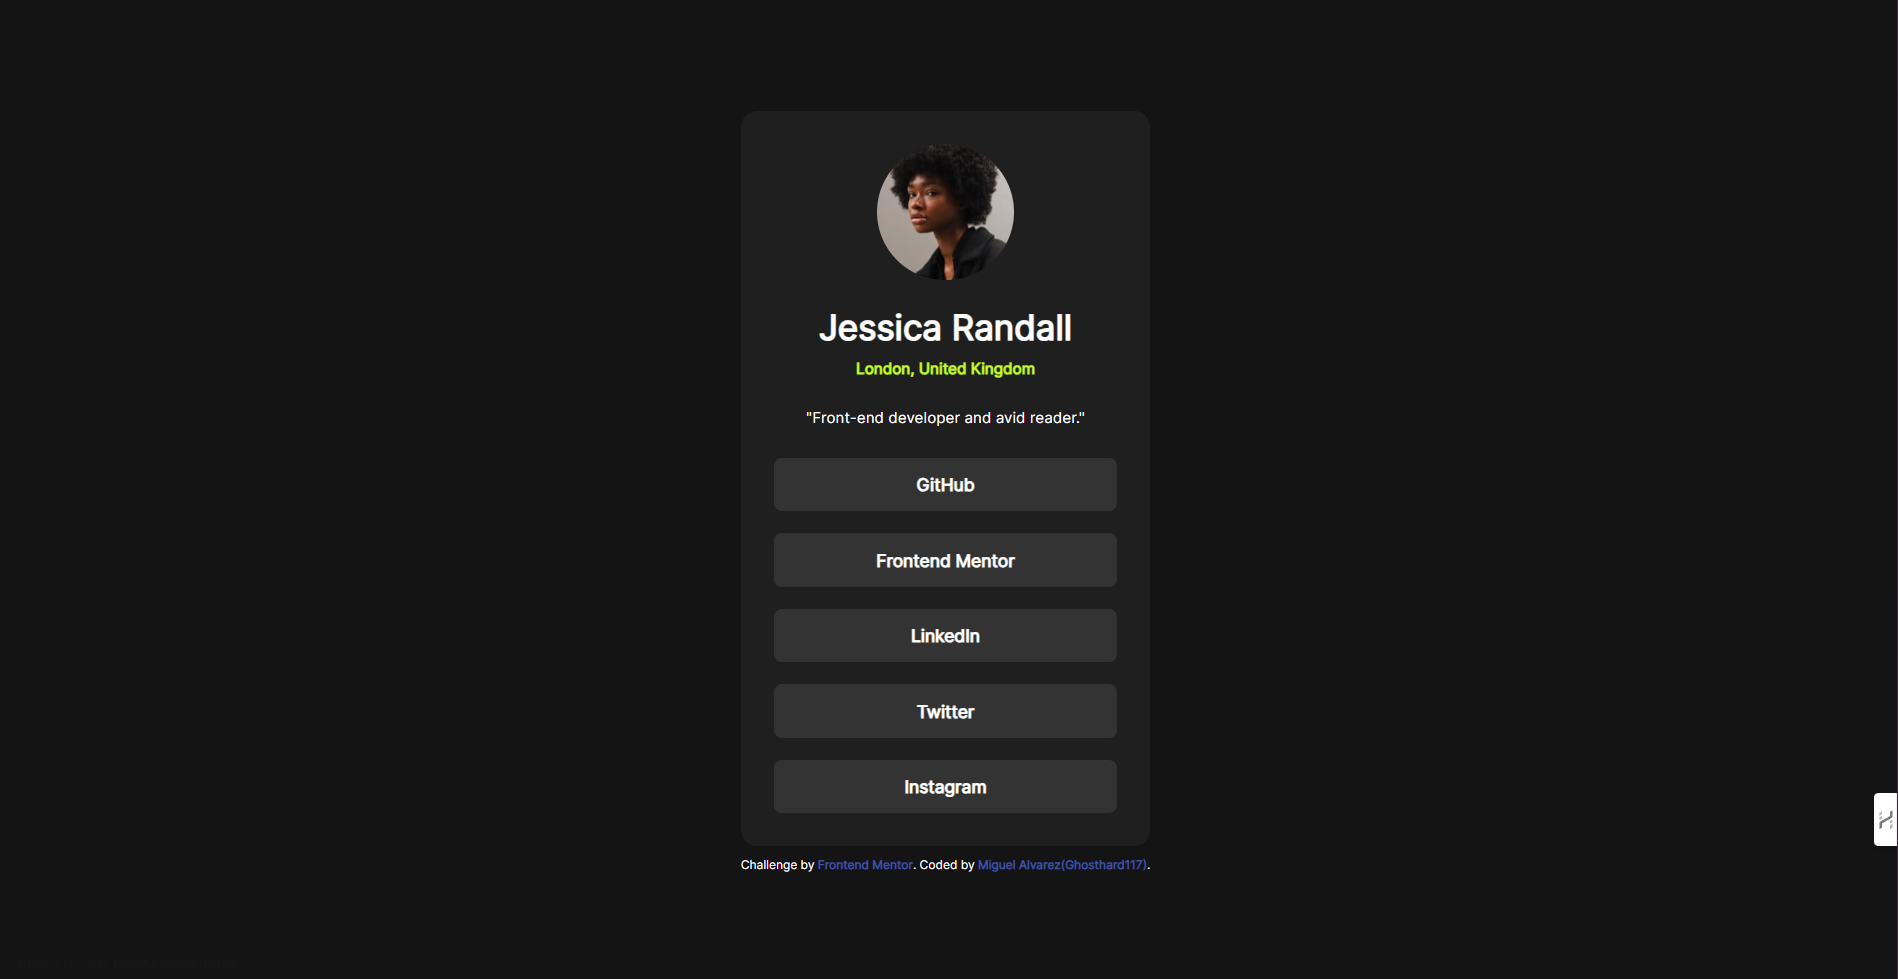 Jessica Randall
London, United Kingdom
"Front-end developer and avid reader."
GitHub
Frontend Mentor
LinkedIn
Twitter
Instagram
Challenge by Frontend Mentor. Coded by Miguel Alvarez(Ghosthard117).